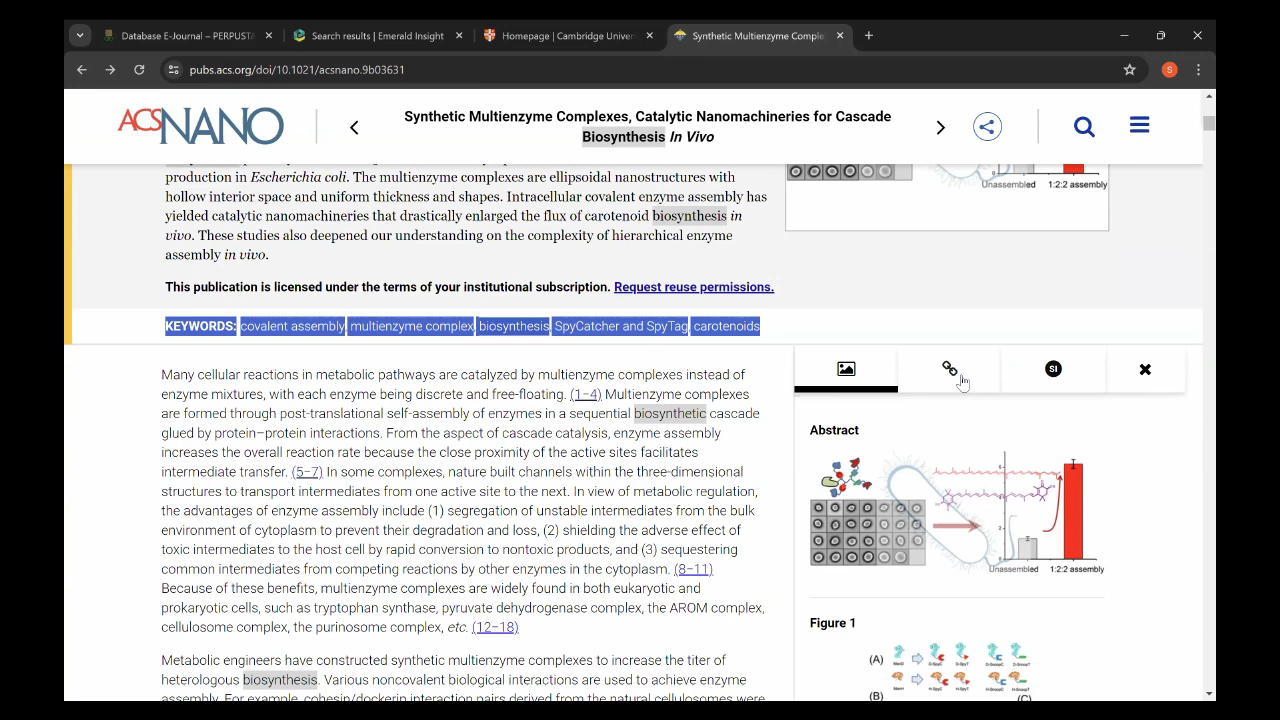 Database E-Journal – PERPUSTA
Search results | Emerald Insight
Homepage | Cambridge Univer
Synthetic Multienzyme Comple
pubs.acs.org/doi/10.1021/acsnano.9b03631
S
ACSNANO
Synthetic Multienzyme Complexes, Catalytic Nanomachineries for Cascade
Biosynthesis In Vivo
production in Escherichia coli. The multienzyme complexes are ellipsoidal nanostructures with
hollow interior space and uniform thickness and shapes. Intracellular covalent enzyme assembly has
yielded catalytic nanomachineries that drastically enlarged the flux of carotenoid biosynthesis in
vivo. These studies also deepened our understanding on the complexity of hierarchical enzyme
assembly in vivo.
Unassembled 1:2:2 assembly
This publication is licensed under the terms of your institutional subscription. Request reuse permissions.
KEYWORDS: covalent assembly multienzyme complex biosynthesis SpyCatcher and SpyTag carotenoids
Many cellular reactions in metabolic pathways are catalyzed by multienzyme complexes instead of
enzyme mixtures, with each enzyme being discrete and free-floating. (1−4) Multienzyme complexes
are formed through post-translational self-assembly of enzymes in a sequential biosynthetic cascade
glued by protein–protein interactions. From the aspect of cascade catalysis, enzyme assembly
increases the overall reaction rate because the close proximity of the active sites facilitates
intermediate transfer. (5−7) In some complexes, nature built channels within the three-dimensional
structures to transport intermediates from one active site to the next. In view of metabolic regulation,
the advantages of enzyme assembly include (1) segregation of unstable intermediates from the bulk
environment of cytoplasm to prevent their degradation and loss, (2) shielding the adverse effect of
toxic intermediates to the host cell by rapid conversion to nontoxic products, and (3) sequestering
common intermediates from competing reactions by other enzymes in the cytoplasm. (8−11)
Because of these benefits, multienzyme complexes are widely found in both eukaryotic and
prokaryotic cells, such as tryptophan synthase, pyruvate dehydrogenase complex, the AROM complex,
cellulosome complex, the purinosome complex, etc. (12−18)
Metabolic engineers have constructed synthetic multienzyme complexes to increase the titer of
heterologous biosynthesis. Various noncovalent biological interactions are used to achieve enzyme
SI
Abstract
6
2
0
Unassembled 1:2:2 assembly
Figure 1
(A) MenD D-SpyC D-SpyT D-SnoopC D-SnoopT
MenH H-SpyC H-SpyT H-SnoopC H-SnoopT
(B)
(C)